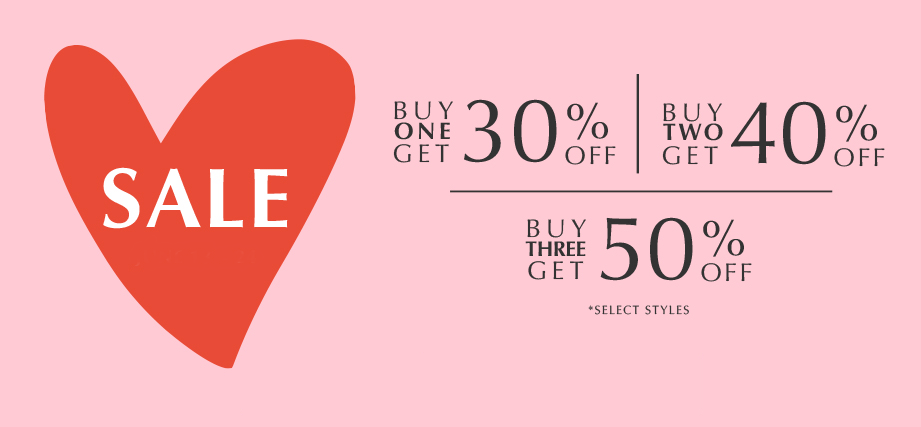 SALE
BUY ONE GET 30% OFF
BUY TWO GET 40% OFF
BUY THREE GET 50% OFF
*SELECT STYLES